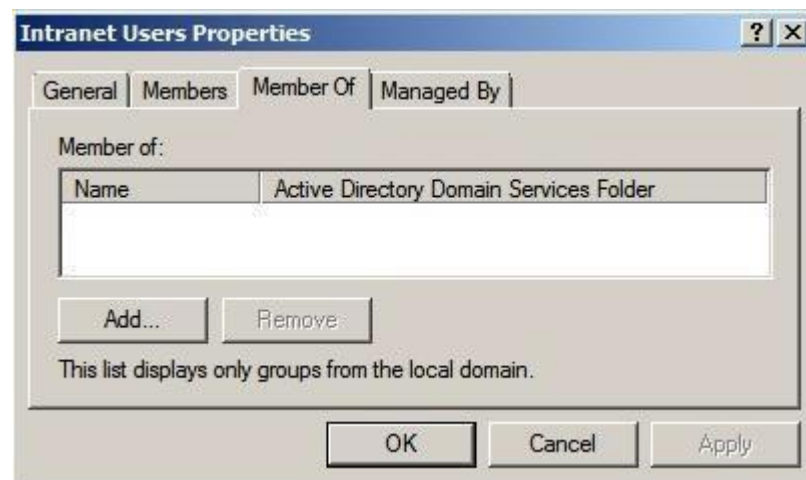 Intranet Users Properties
General Members Member Of Managed By
Member of:
Name Active Directory Domain Services Folder
Add... Remove
This list displays only groups from the local domain.
OK Cancel Apply